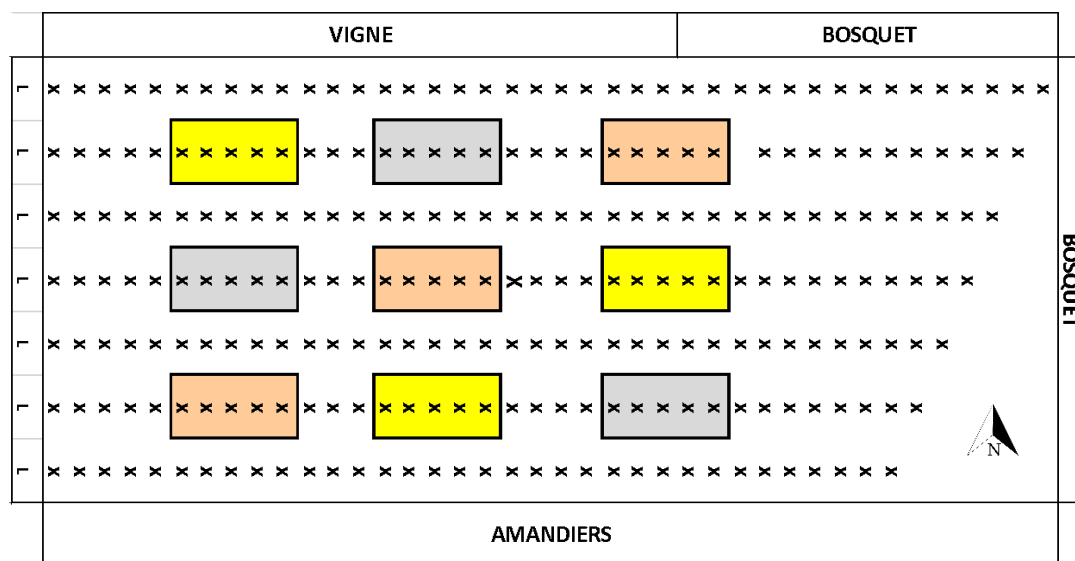 VIGNE BOSQUET
L X X X X X X X X X X X X X X X X X X X X X X X X X X X X X X X X X X X X X X X X
L X X X X X X X X X X X X X X X X X X X X X X X X X X X X X X X X X X X X X X
L X X X X X X X X X X X X X X X X X X X X X X X X X X X X X X X X X X X X X X
L X X X X X X X X X X X X X X X X X X X X X X X X X X X X X X X X X X X X X
BOSQUET
L X X X X X X X X X X X X X X X X X X X X X X X X X X X X X X X X X X X X
L X X X X X X X X X X X X X X X X X X X X X X X X X X X X X X X X X X X
N
L X X X X X X X X X X X X X X X X X X X X X X X X X X X X X X X X X X
AMANDIERS